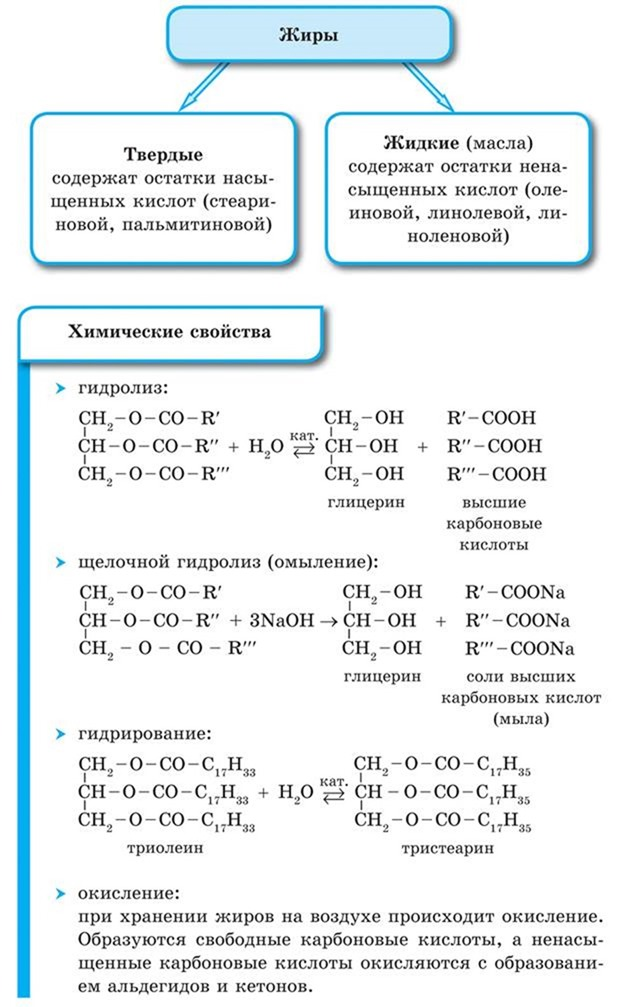 Жиры
Твердые
содержат остатки насы-
щенных кислот (стеари-
новой, пальмитиновой)
Жидкие (масла)
содержат остатки нена-
сыщенных кислот (оле-
иновой, линолевой, ли-
ноленовой)
Химические свойства
➤ гидролиз:
CH₂–O–CO–R′ CH₂–OH R′–COOH
CH–O–CO–R″ + H₂O кат. ⇄ CH–OH + R″–COOH
CH₂–O–CO–R‴ CH₂–OH R‴–COOH
глицерин высшие
карбоновые
кислоты
➤ щелочной гидролиз (омыление):
CH₂–O–CO–R′ CH₂–OH R′–COONa
CH–O–CO–R″ + 3NaOH → CH–OH + R″–COONa
CH₂ – O – CO – R‴ CH₂–OH R‴–COONa
глицерин соли высших
карбоновых кислот
(мыла)
➤ гидрирование:
CH₂–O–CO–C₁₇H₃₃ CH₂–O–CO–C₁₇H₃₅
CH–O–CO–C₁₇H₃₃ + H₂O кат. ⇄ CH – O–CO–C₁₇H₃₅
CH₂–O–CO–C₁₇H₃₃ CH₂–O–CO–C₁₇H₃₅
триолеин тристеарин
➤ окисление:
при хранении жиров на воздухе происходит окисление.
Образуются свободные карбоновые кислоты, а ненасы-
щенные карбоновые кислоты окисляются с образовани-
ем альдегидов и кетонов.